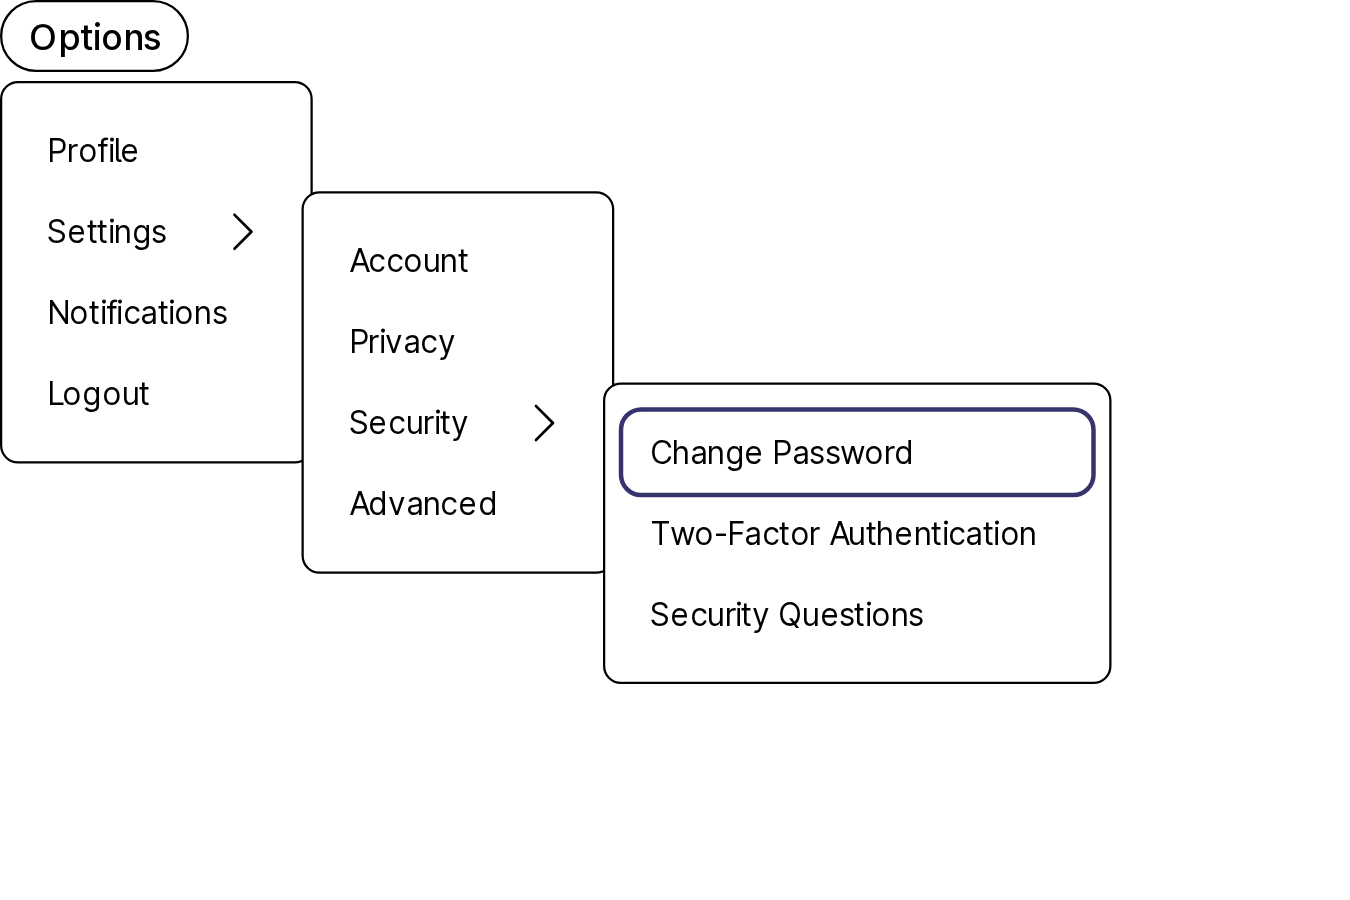 Options
Profile
Settings
Notifications
Logout
Account
Privacy
Security
Advanced
Change Password
Two-Factor Authentication
Security Questions